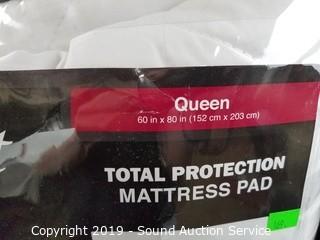 Queen
60 in x 80 in (152 cm x 203 cm)
TOTAL PROTECTION
MATTRESS PAD
Copyright 2019 - Sound Auction Service